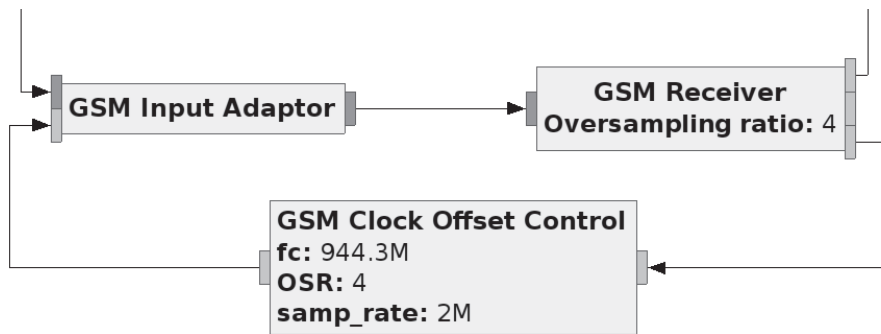 GSM Input Adaptor
GSM Receiver
Oversampling ratio: 4
GSM Clock Offset Control
fc: 944.3M
OSR: 4
samp_rate: 2M